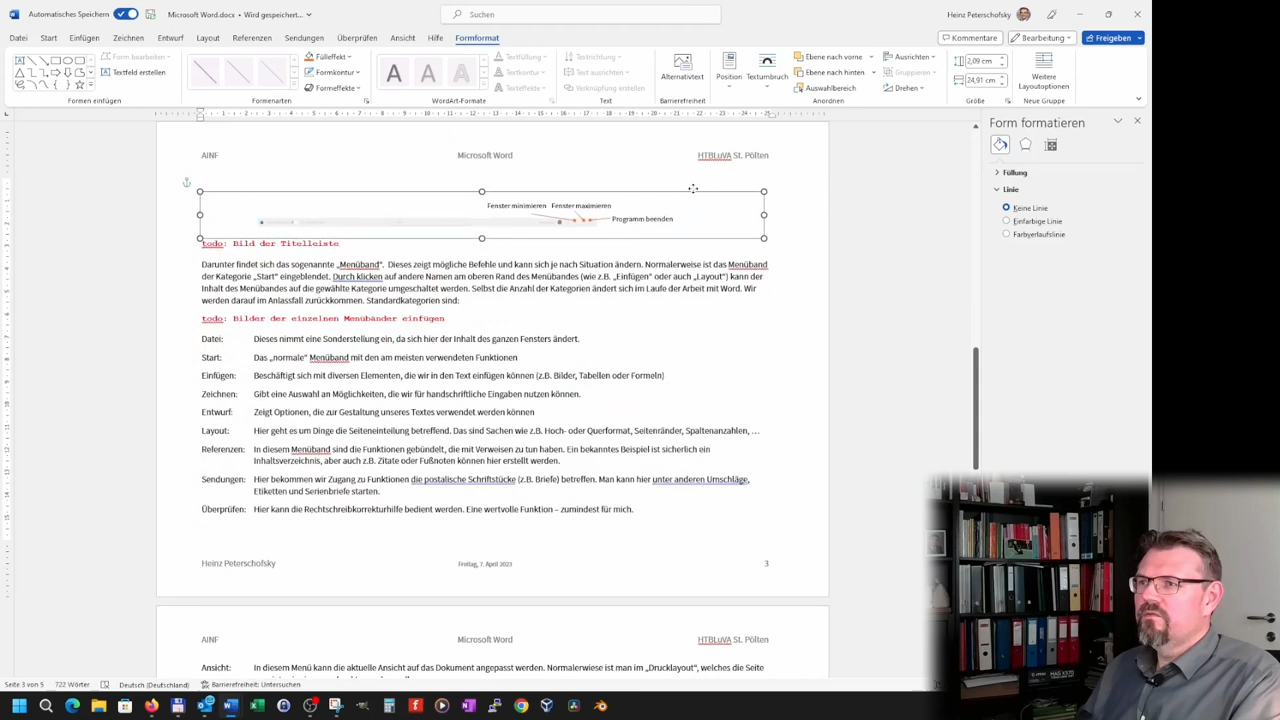 Automatisches Speichern
Microsoft Word.docx • Wird gespeichert...
Suchen
Heinz Peterschofsky
Datei Start Einfügen Zeichnen Entwurf Layout Referenzen Sendungen Überprüfen Ansicht Hilfe Formformat
Kommentare Bearbeitung Freigeben
Form bearbeiten
Textfeld erstellen
Formen einfügen
Fülleffekt
Formkontur
Formeffekte
Formenarten
A A A
Textfüllung
Textkontur
Texteffekte
WordArt-Formate
Textrichtung
Text ausrichten
Verknüpfung erstellen
Text
Alternativtext
Barrierefreiheit
Position
Textumbruch
Ebene nach vorne
Ebene nach hinten
Auswahlbereich
Ausrichten
Gruppieren
Drehen
Anordnen
2,09 cm
24,91 cm
Größe
Weitere
Layoutoptionen
Neue Gruppe
Form formatieren
Füllung
Linie
Keine Linie
Einfarbige Linie
Farbverlaufslinie
AINF Microsoft Word HTBLuVA St. Pölten
Fenster minimieren Fenster maximieren
Programm beenden
todo: Bild der Titelleiste
Darunter findet sich das sogenannte „Menüband“. Dieses zeigt mögliche Befehle und kann sich je nach Situation ändern. Normalerweise ist das Menüband
der Kategorie „Start“ eingeblendet. Durch klicken auf andere Namen am oberen Rand des Menübandes (wie z.B. „Einfügen“ oder auch „Layout“) kann der
Inhalt des Menübandes auf die gewählte Kategorie umgeschaltet werden. Selbst die Anzahl der Kategorien ändert sich im Laufe der Arbeit mit Word. Wir
werden darauf im Anlassfall zurückkommen. Standardkategorien sind:
todo: Bilder der einzelnen Menübänder einfügen
Datei: Dieses nimmt eine Sonderstellung ein, da sich hier der Inhalt des ganzen Fensters ändert.
Start: Das „normale“ Menüband mit den am meisten verwendeten Funktionen
Einfügen: Beschäftigt sich mit diversen Elementen, die wir in den Text einfügen können (z.B. Bilder, Tabellen oder Formeln)
Zeichnen: Gibt eine Auswahl an Möglichkeiten, die wir für handschriftliche Eingaben nutzen können.
Entwurf: Zeigt Optionen, die zur Gestaltung unseres Textes verwendet werden können
Layout: Hier geht es um Dinge die Seiteneinteilung betreffend. Das sind Sachen wie z.B. Hoch- oder Querformat, Seitenränder, Spaltenanzahlen, …
Referenzen: In diesem Menüband sind die Funktionen gebündelt, die mit Verweisen zu tun haben. Ein bekanntes Beispiel ist sicherlich ein
Inhaltsverzeichnis, aber auch z.B. Zitate oder Fußnoten können hier erstellt werden.
Sendungen: Hier bekommen wir Zugang zu Funktionen die postalische Schriftstücke (z.B. Briefe) betreffen. Man kann hier unter anderen Umschläge,
Etiketten und Serienbriefe starten.
Überprüfen: Hier kann die Rechtschreibkorrekturhilfe bedient werden. Eine wertvolle Funktion – zumindest für mich.
Heinz Peterschofsky Freitag, 7. April 2023 3
AINF Microsoft Word HTBLuVA St. Pölten
Ansicht: In diesem Menü kann die aktuelle Ansicht auf das Dokument angepasst werden. Normalerweise ist man im „Drucklayout“, welches die Seite
Seite 3 von 5 722 Wörter Deutsch (Deutschland) Barrierefreiheit: Untersuchen